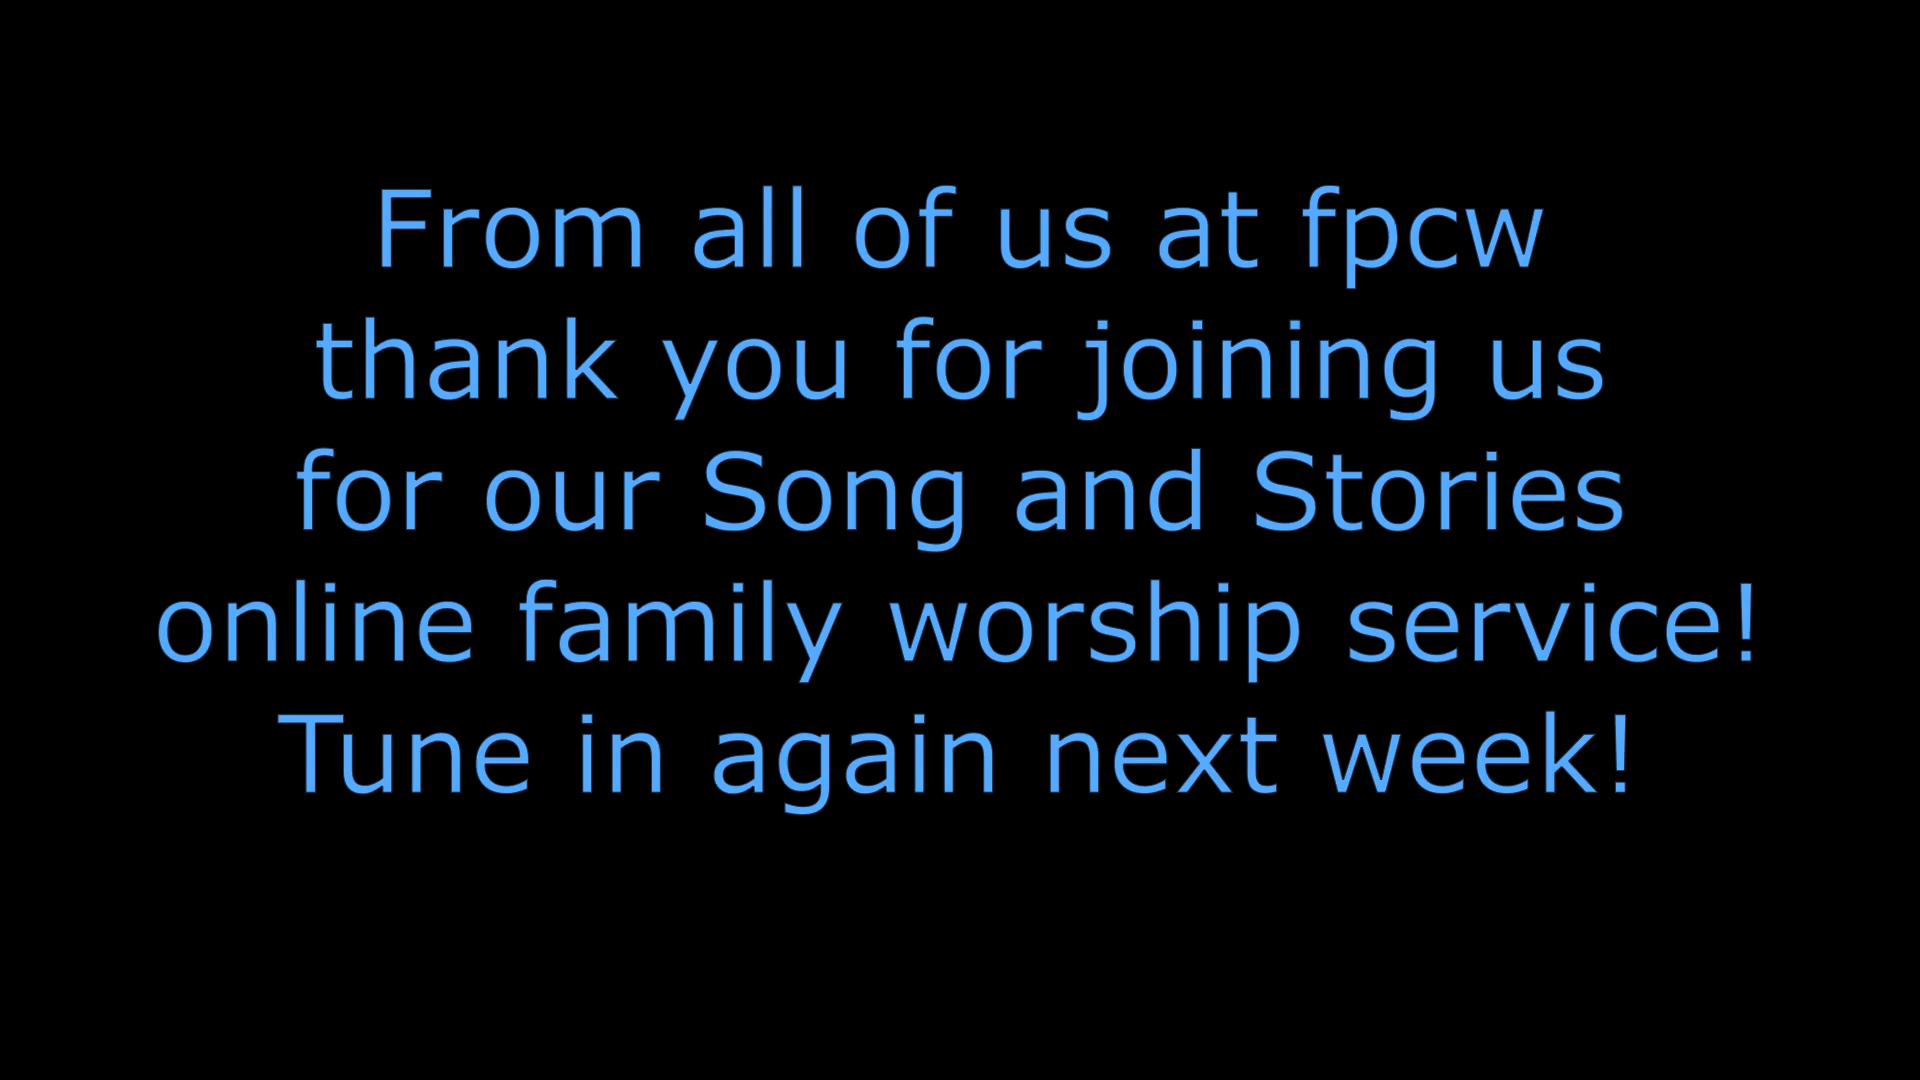 From all of us at fpcw
thank you for joining us
for our Song and Stories
online family worship service!
Tune in again next week!